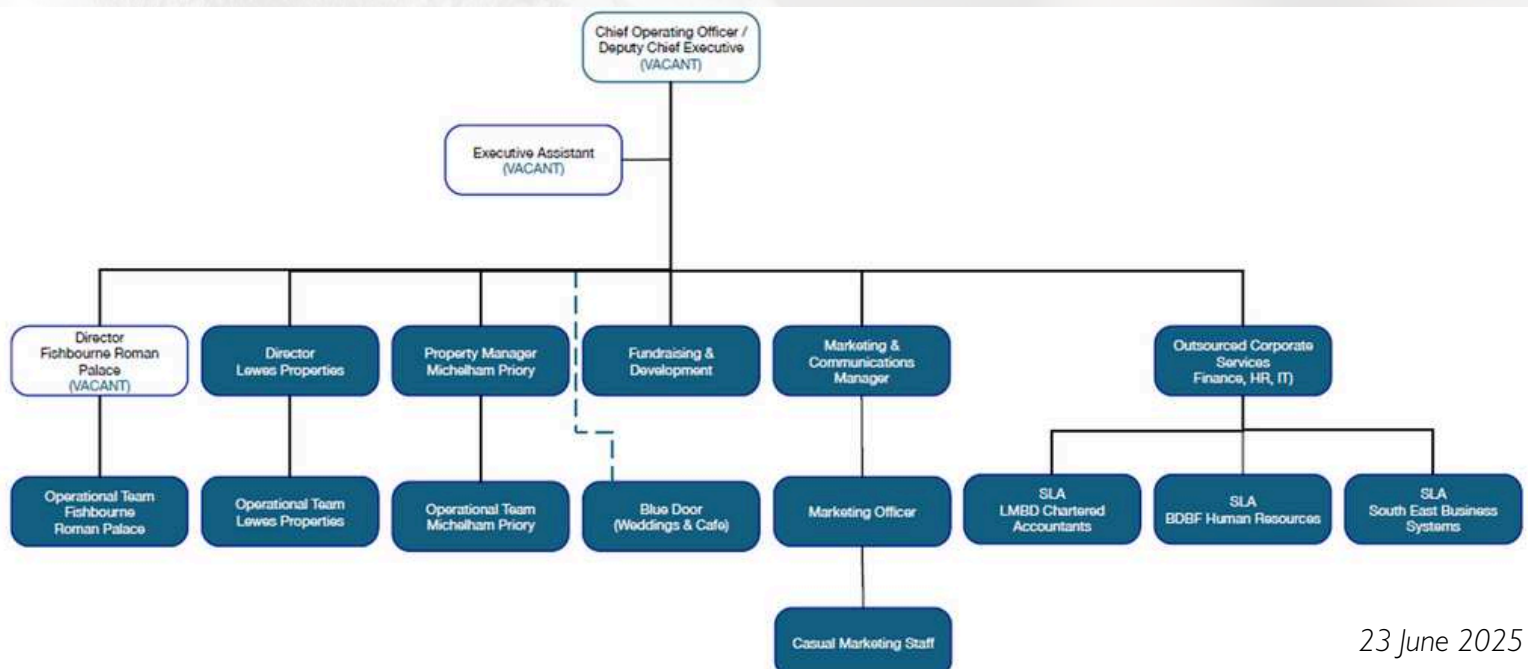 Chief Operating Officer /
Deputy Chief Executive
(VACANT)
Executive Assistant
(VACANT)
Director
Fishbourne Roman
Palace
(VACANT)
Director
Lewes Properties
Property Manager
Michelham Priory
Fundraising &
Development
Marketing &
Communications
Manager
Outsourced Corporate
Services
Finance, HR, IT)
Operational Team
Fishbourne
Roman Palace
Operational Team
Lewes Properties
Operational Team
Michelham Priory
Blue Door
(Weddings & Cafe)
Marketing Officer
SLA
LMBD Chartered
Accountants
SLA
BDBF Human Resources
SLA
South East Business
Systems
Casual Marketing Staff
23 June 2025